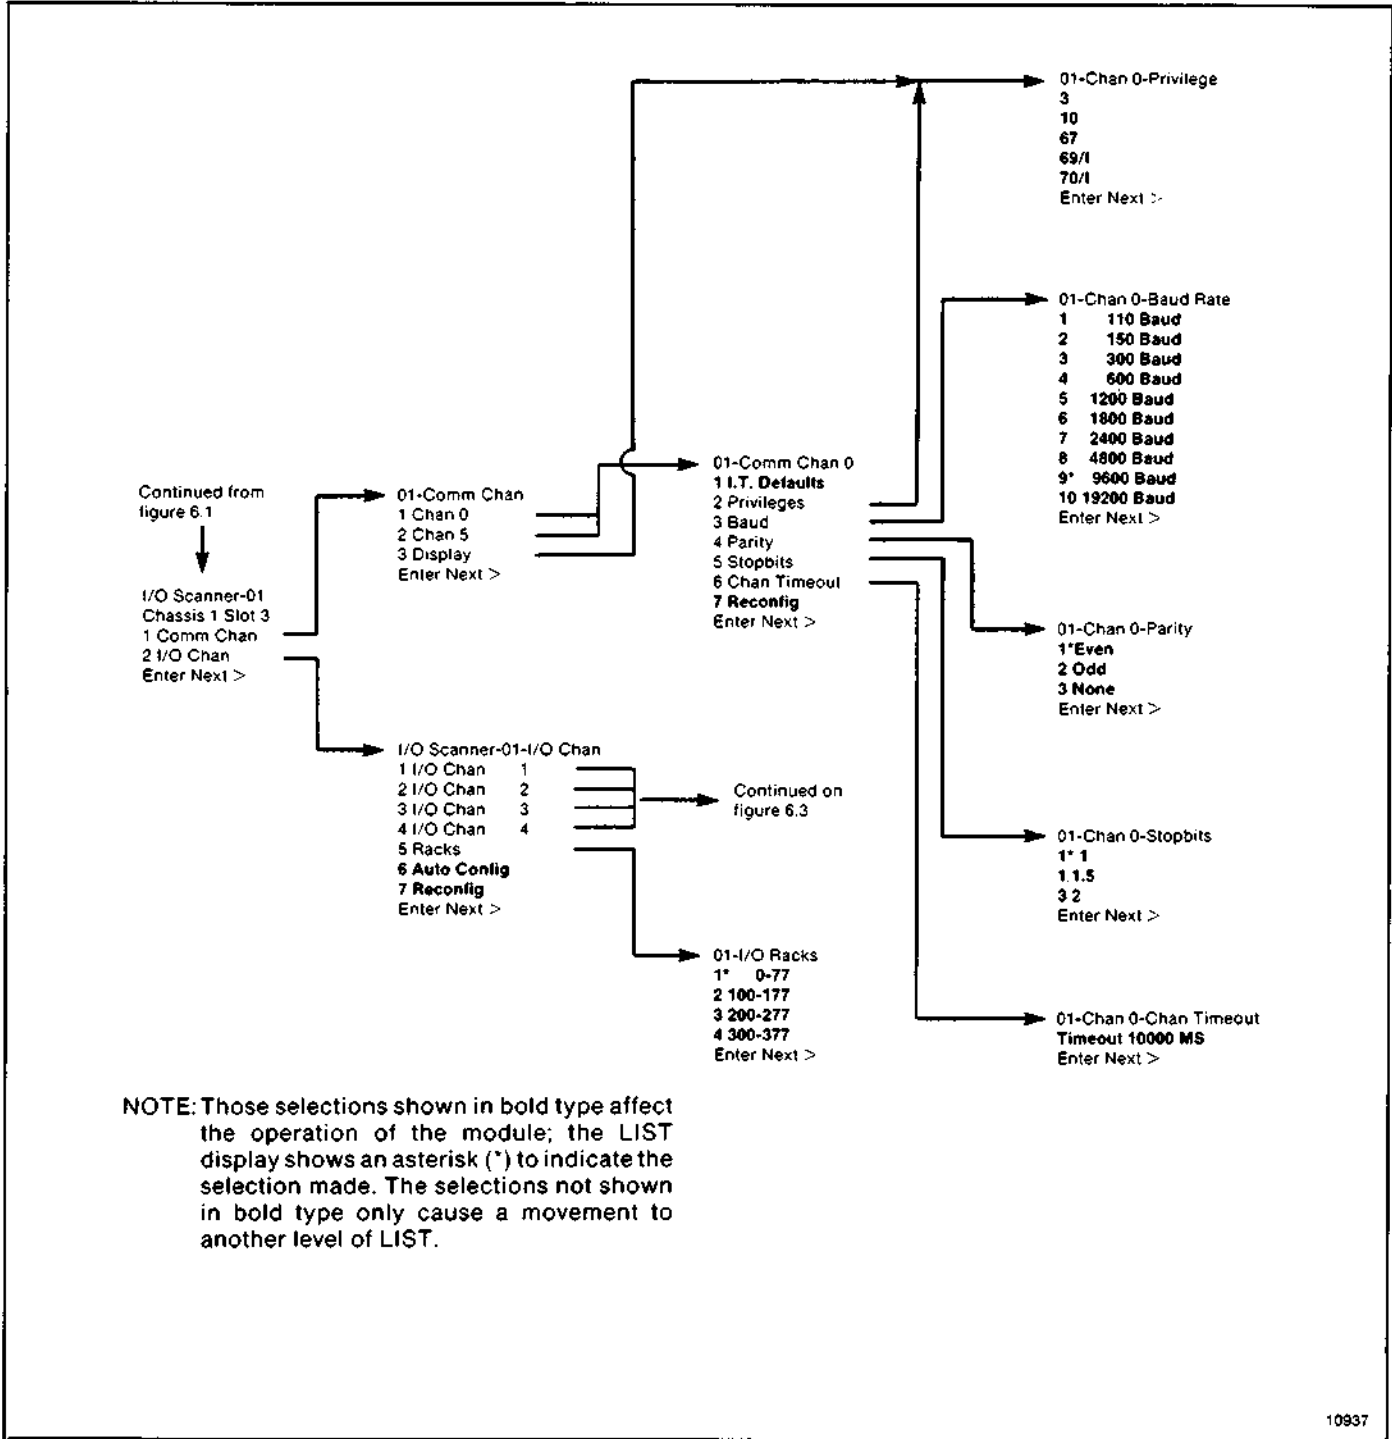 Continued from
figure 6.1
I/O Scanner-01
Chassis 1 Slot 3
1 Comm Chan
2 I/O Chan
Enter Next >
01-Comm Chan
1 Chan 0
2 Chan 5
3 Display
Enter Next >
I/O Scanner-01-I/O Chan
1 I/O Chan 1
2 I/O Chan 2
3 I/O Chan 3
4 I/O Chan 4
5 Racks
6 Auto Config
7 Reconfig
Enter Next >
01-Comm Chan 0
1 I.T. Defaults
2 Privileges
3 Baud
4 Parity
5 Stopbits
6 Chan Timeout
7 Reconfig
Enter Next >
Continued on
figure 6.3
01-I/O Racks
1* 0-77
2 100-177
3 200-277
4 300-377
Enter Next >
01-Chan 0-Privilege
3
10
67
69/I
70/I
Enter Next >
01-Chan 0-Baud Rate
1 110 Baud
2 150 Baud
3 300 Baud
4 600 Baud
5 1200 Baud
6 1800 Baud
7 2400 Baud
8 4800 Baud
9* 9600 Baud
10 19200 Baud
Enter Next >
01-Chan 0-Parity
1*Even
2 Odd
3 None
Enter Next >
01-Chan 0-Stopbits
1* 1
1 1.5
3 2
Enter Next >
01-Chan 0-Chan Timeout
Timeout 10000 MS
Enter Next >
NOTE: Those selections shown in bold type affect
the operation of the module; the LIST
display shows an asterisk (*) to indicate the
selection made. The selections not shown
in bold type only cause a movement to
another level of LIST.
10937